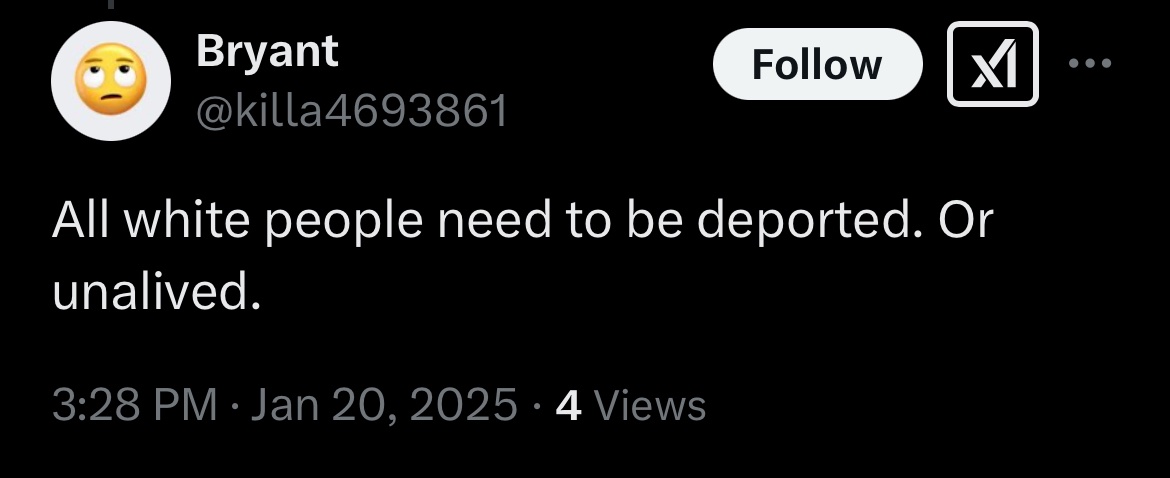 Bryant
Follow
@killa4693861
All white people need to be deported. Or
unalived.
3:28 PM · Jan 20, 2025 · 4 Views